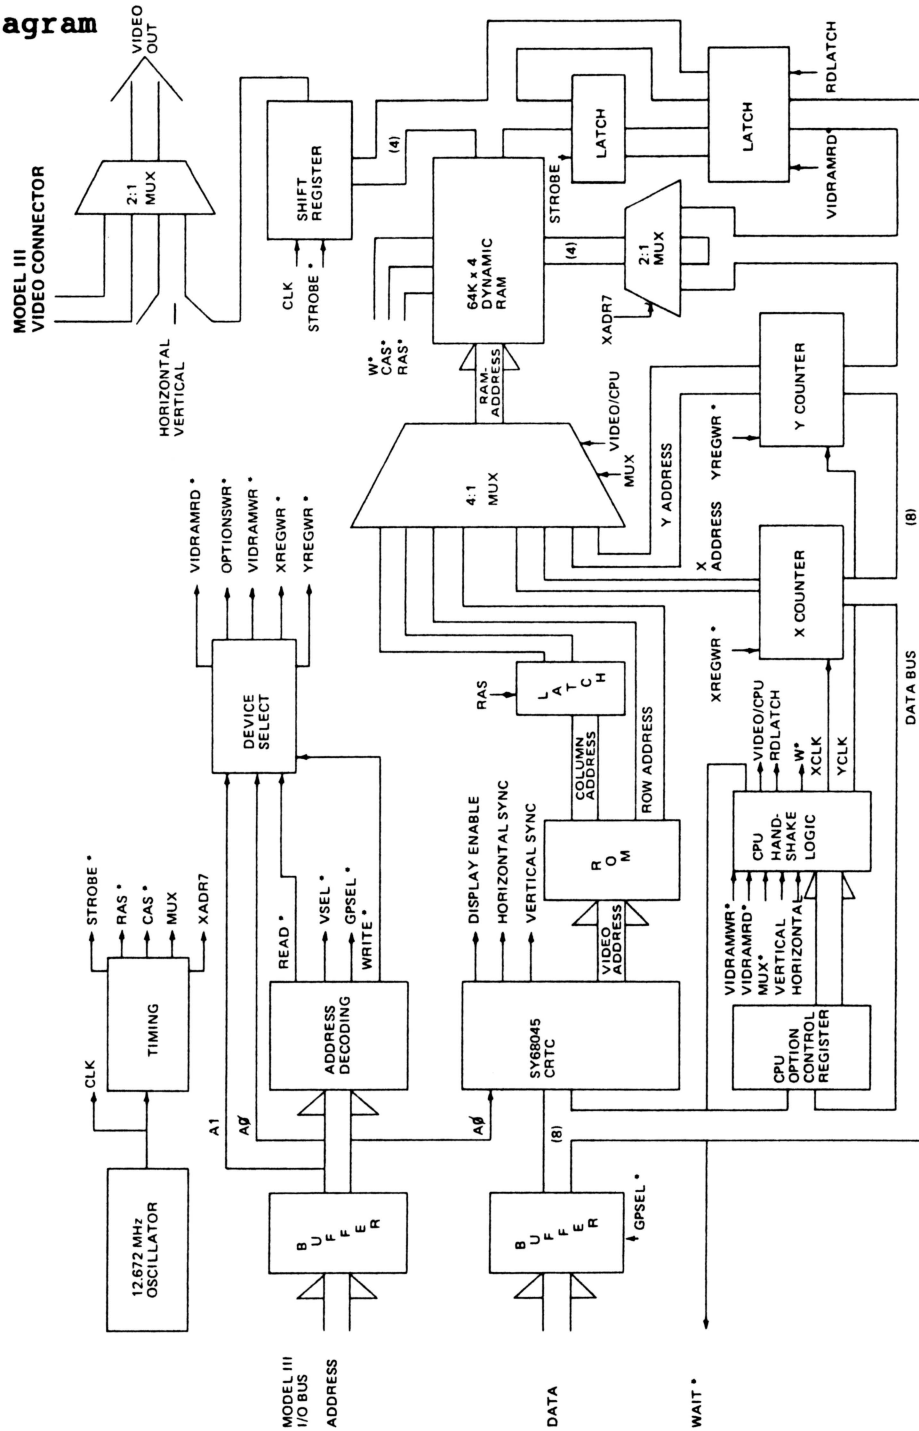 agram
MODEL III
VIDEO CONNECTOR
VIDEO
OUT
2:1
MUX
HORIZONTAL
VERTICAL
SHIFT
REGISTER
CLK
STROBE*
(4)
64K x 4
DYNAMIC
RAM
W*
CAS*
RAS*
STROBE
LATCH
LATCH
RDLATCH
VIDRAMRD*
(4)
2:1
MUX
XADR7
RAM-
ADDRESS
4:1
MUX
VIDEO/CPU
MUX
Y ADDRESS
X
ADDRESS
YREGWR*
Y COUNTER
XREGWR*
X COUNTER
(8)
DATA BUS
VIDRAMRD*
OPTIONSWR*
VIDRAMWR*
XREGWR*
YREGWR*
DEVICE
SELECT
RAS
LATCH
COLUMN
ADDRESS
ROW ADDRESS
ROM
VIDEO
ADDRESS
DISPLAY ENABLE
HORIZONTAL SYNC
VERTICAL SYNC
SY68045
CRTC
VIDEO/CPU
RDLATCH
W*
XCLK
YCLK
CPU
HAND-
SHAKE
LOGIC
VIDRAMWR*
VIDRAMRD*
MUX*
VERTICAL
HORIZONTAL
CPU
OPTION
CONTROL
REGISTER
STROBE*
RAS*
CAS*
MUX
XADR7
TIMING
CLK
12.672 MHz
OSCILLATOR
READ*
VSEL*
GPSEL*
WRITE*
ADDRESS
DECODING
A1
AØ
AØ
(8)
BUFFER
BUFFER
GPSEL*
MODEL III
I/O BUS
ADDRESS
DATA
WAIT*